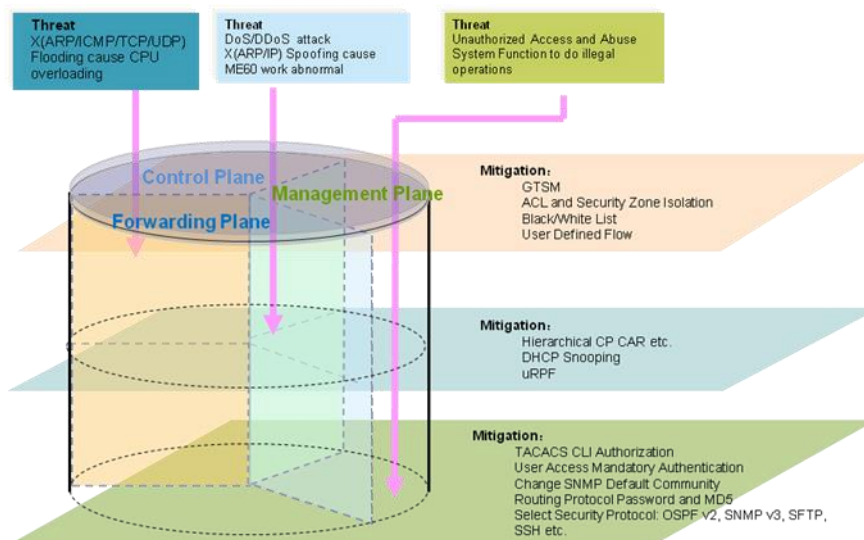 Threat
X(ARP/ICMP/TCP/UDP)
Flooding cause CPU
overloading
Threat
DoS/DDoS attack
X(ARP/IP) Spoofing cause
ME60 work abnormal
Threat
Unauthorized Access and Abuse
System Function to do illegal
operations
Control Plane
Management Plane
Forwarding Plane
Mitigation:
GTSM
ACL and Security Zone Isolation
Black/White List
User Defined Flow
Mitigation:
Hierarchical CP CAR etc.
DHCP Snooping
uRPF
Mitigation:
TACACS CLI Authorization
User Access Mandatory Authentication
Change SNMP Default Community
Routing Protocol Password and MD5
Select Security Protocol: OSPF v2, SNMP v3, SFTP,
SSH etc.